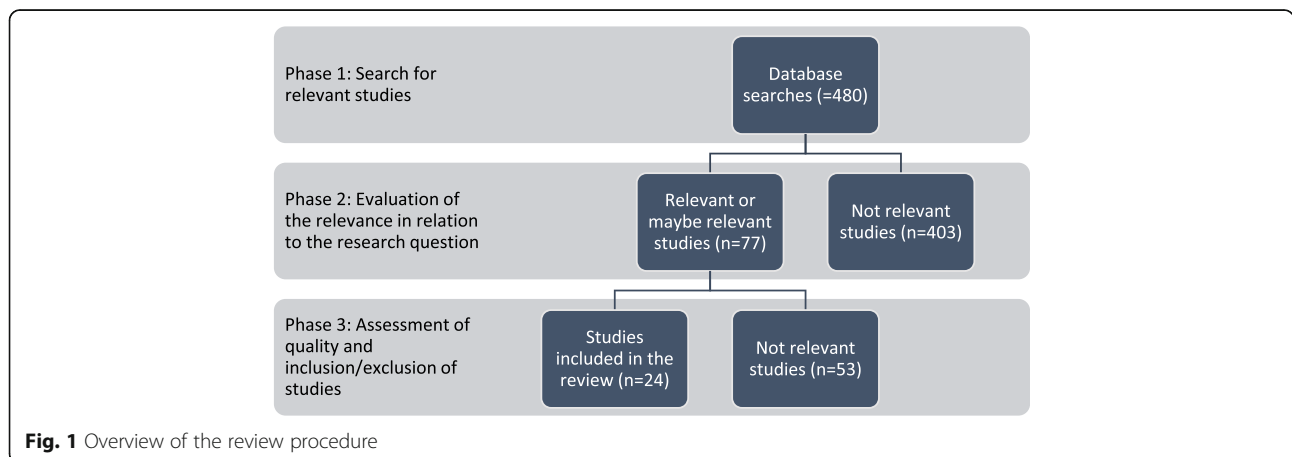 Phase 1: Search for
relevant studies
Database
searches (=480)
Phase 2: Evaluation of
the relevance in relation
to the research question
Relevant or
maybe relevant
studies (n=77)
Not relevant
studies (n=403)
Phase 3: Assessment of
quality and
inclusion/exclusion of
studies
Studies
included in the
review (n=24)
Not relevant
studies (n=53)
Fig. 1 Overview of the review procedure